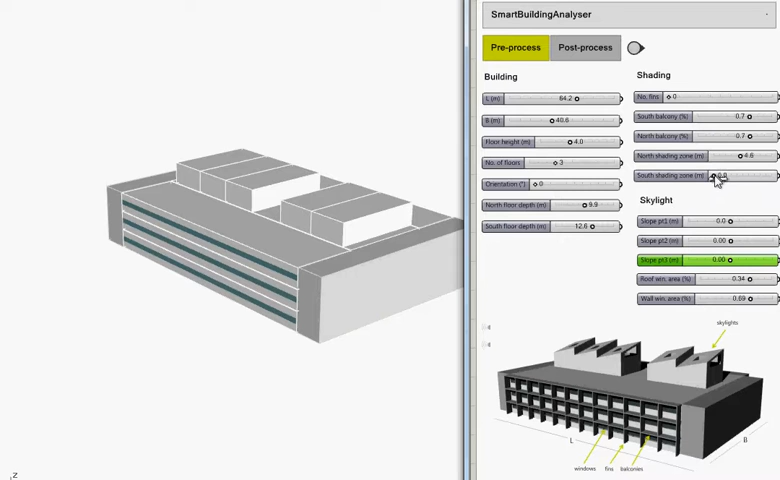 SmartBuildingAnalyser
Pre-process
Post-process
Building
L (m)
64.2
B (m)
40.6
Floor height (m)
4.0
No. of floors
3
Orientation (°)
0
North floor depth (m)
9.9
South floor depth (m)
12.6
Shading
No. fins
0
South balcony (%)
0.7
North balcony (%)
0.7
North shading zone (m)
4.6
South shading zone (m)
Skylight
Slope pt1 (m)
0.0
Slope pt2 (m)
0.00
Slope pt3 (m)
0.00
Roof win. area (%)
0.34
Wall win. area (%)
0.69
skylights
L
B
windows
fins
balconies
Z